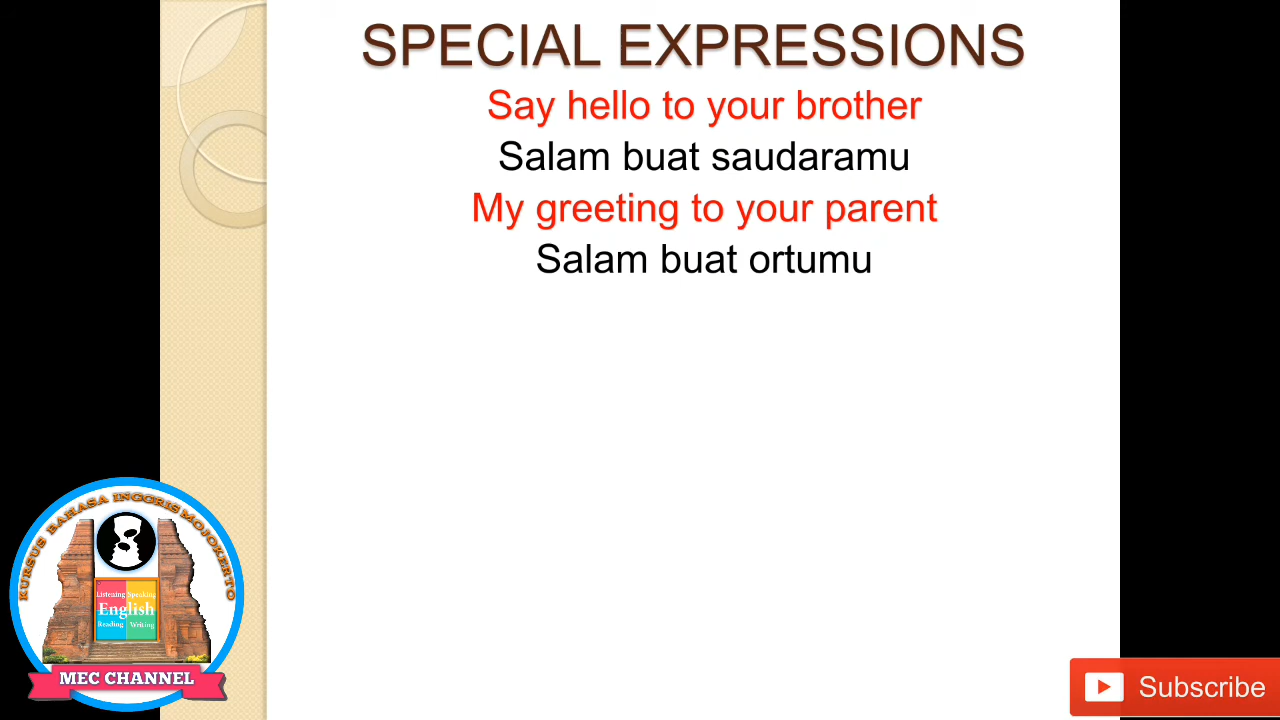 SPECIAL EXPRESSIONS
Say hello to your brother
Salam buat saudaramu
My greeting to your parent
Salam buat ortumu
KURSUS BAHASA INGGRIS MOJOKERTO
Listening Speaking
English
Reading Writing
MEC CHANNEL
Subscribe